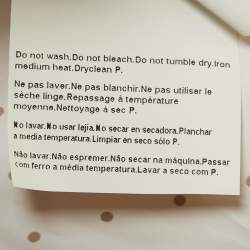 Do not wash.Do not bleach.Do not tumble dry.Iron
medium heat.Dryclean P.
Ne pas laver.Ne pas blanchir.Ne pas utiliser le
sèche linge.Repassage à température
moyenne.Nettoyage à sec P.
No lavar.No usar lejia.No secar en secadora.Planchar
a media temperatura.Limpiar en seco sólo P.
Não lavar.Não espremer.Não secar na máquina.Passar
com ferro a média temperatura.Lavar a seco com P.